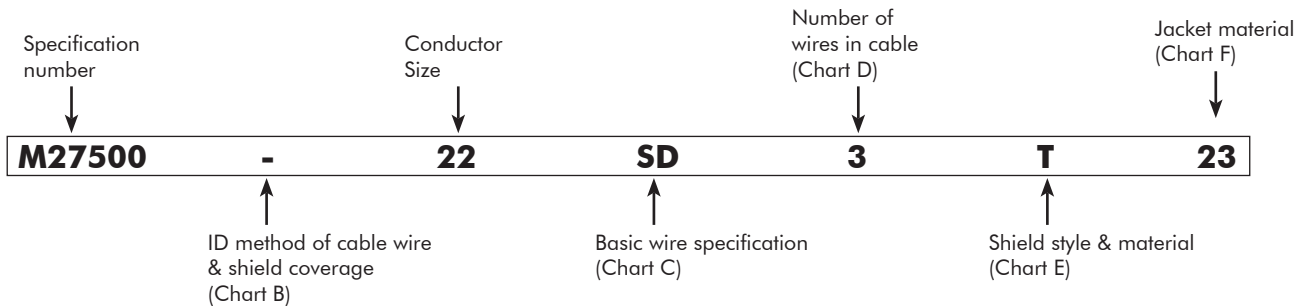 Specification
number
Conductor
Size
Number of
wires in cable
(Chart D)
Jacket material
(Chart F)
M27500 - 22 SD 3 T 23
ID method of cable wire
& shield coverage
(Chart B)
Basic wire specification
(Chart C)
Shield style & material
(Chart E)